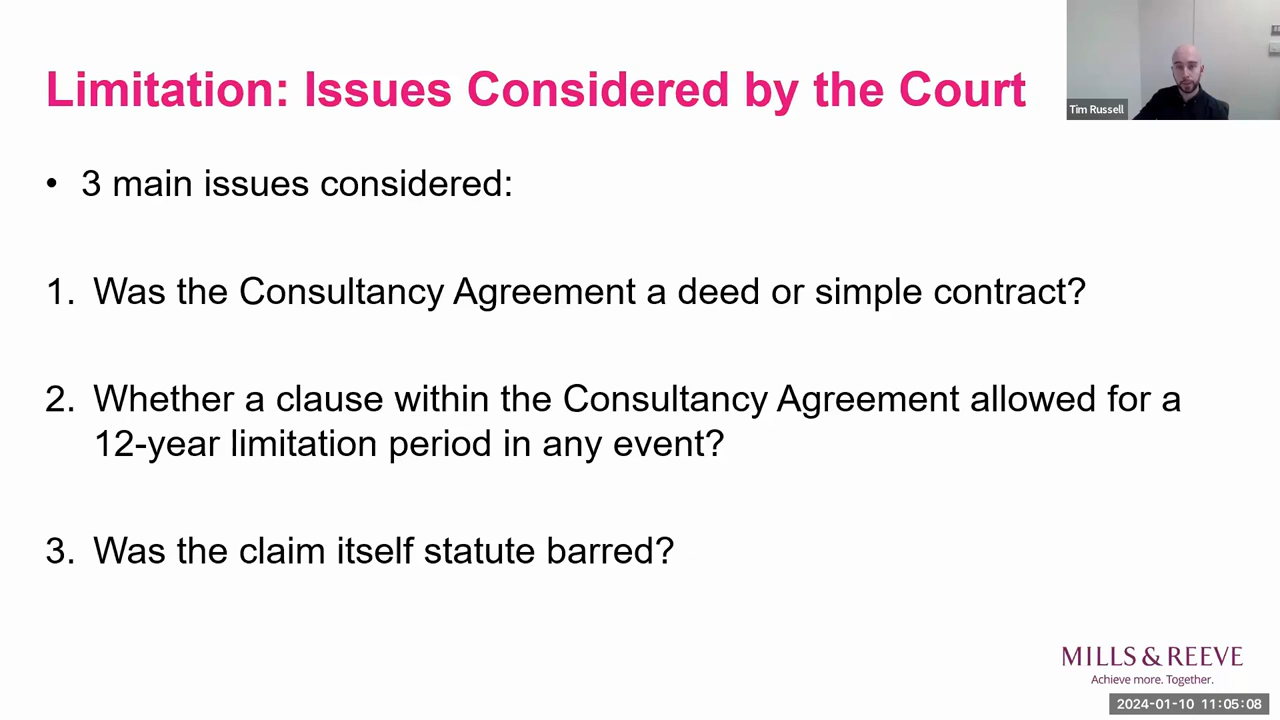 Limitation: Issues Considered by the Court
Tim Russell
• 3 main issues considered:
1. Was the Consultancy Agreement a deed or simple contract?
2. Whether a clause within the Consultancy Agreement allowed for a
12-year limitation period in any event?
3. Was the claim itself statute barred?
MILLS & REEVE
Achieve more. Together.
2024-01-10 11:05:08